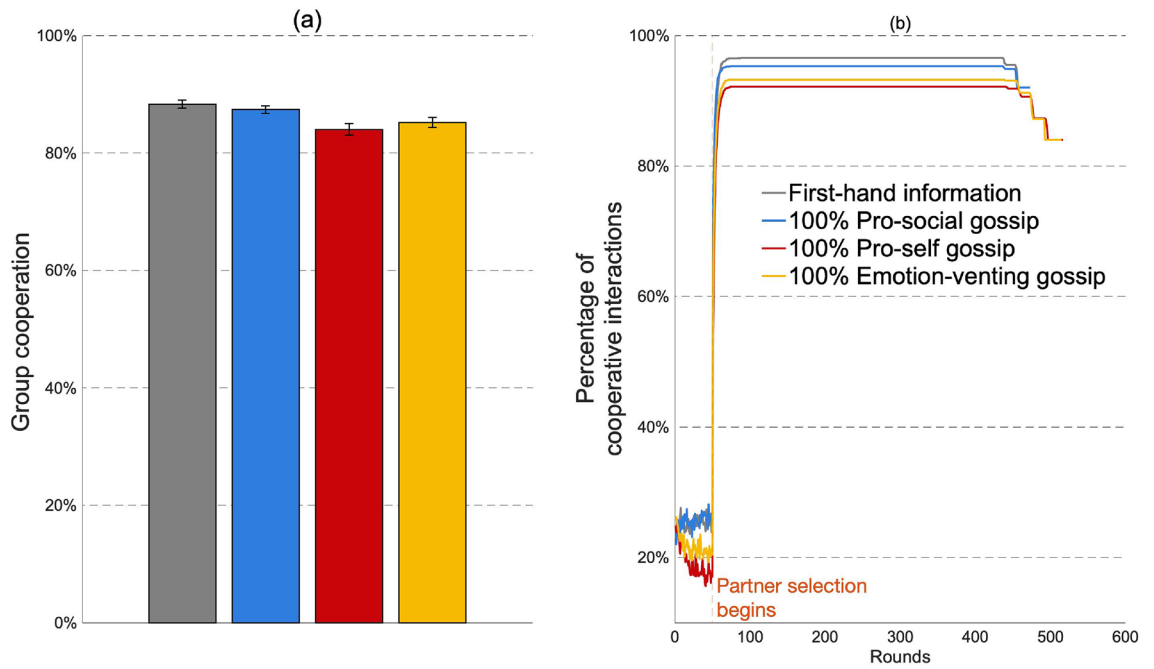 (a)
100%
80%
60%
40%
20%
0%
Group cooperation
(b)
100%
80%
60%
40%
20%
Percentage of
cooperative interactions
First-hand information
100% Pro-social gossip
100% Pro-self gossip
100% Emotion-venting gossip
Partner selection
begins
0 100 200 300 400 500 600
Rounds